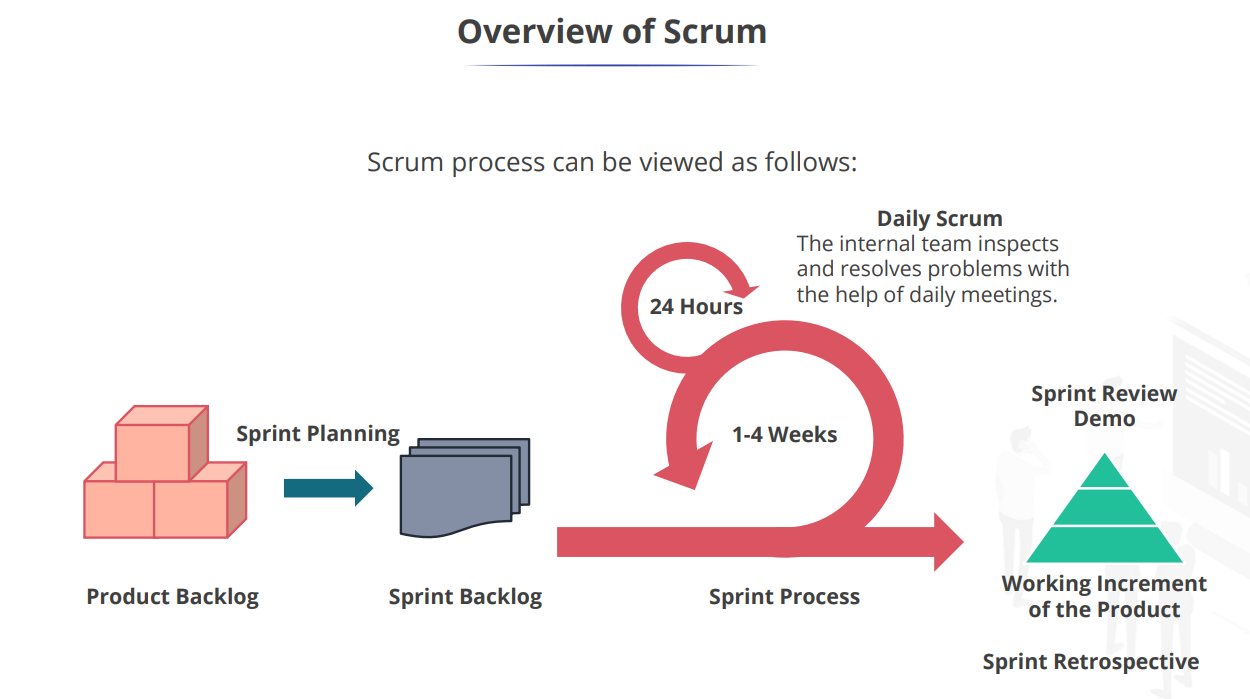 Overview of Scrum
Scrum process can be viewed as follows:
Daily Scrum
The internal team inspects
and resolves problems with
the help of daily meetings.
24 Hours
1-4 Weeks
Sprint Planning
Sprint Review
Demo
Product Backlog
Sprint Backlog
Sprint Process
Working Increment
of the Product
Sprint Retrospective